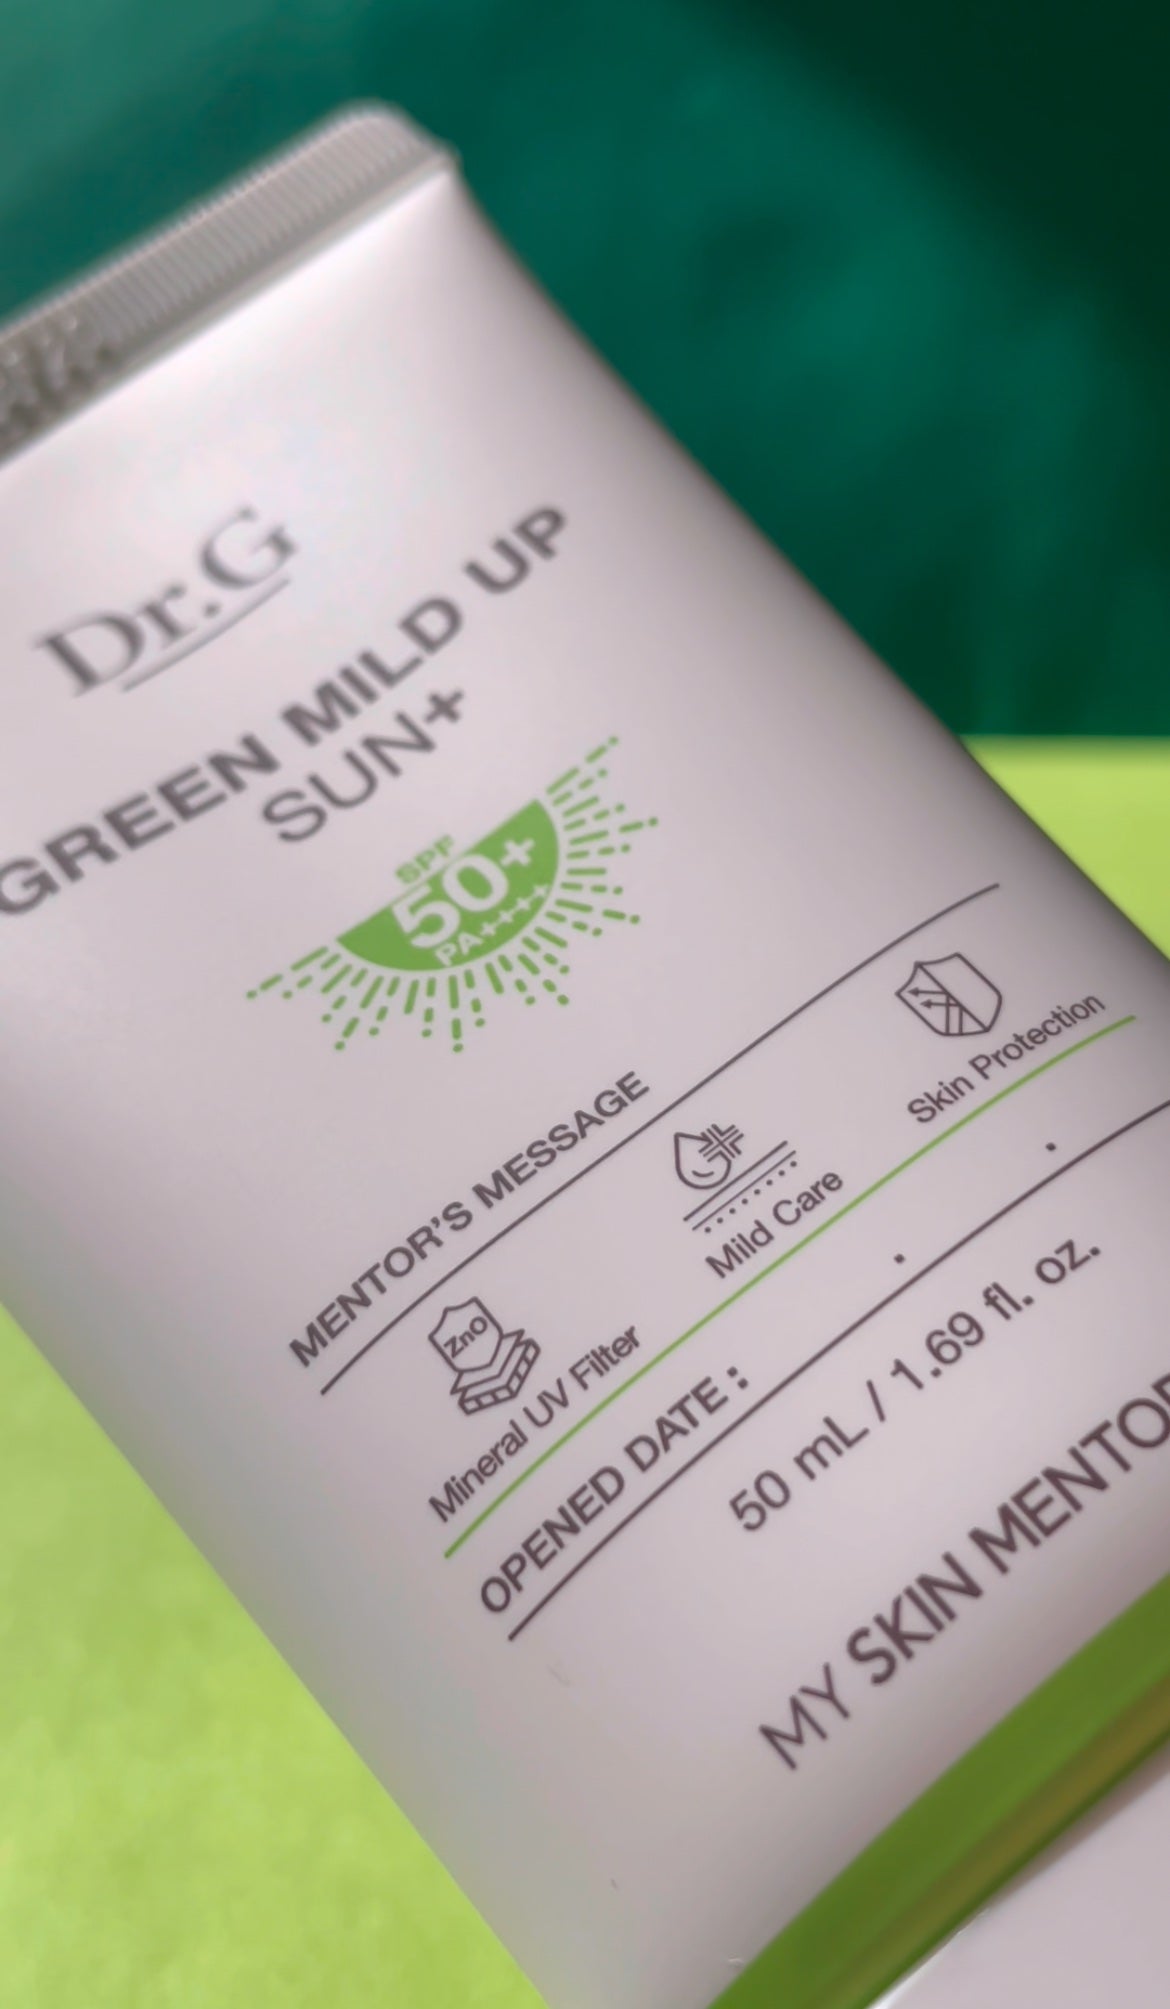 Dr.G
GREEN MILD UP
SUN+
SPF
50+
PA++++
MENTOR'S MESSAGE
ZnO
Mineral UV Filter
Mild Care
Skin Protection
OPENED DATE : . .
50 mL / 1.69 fl. oz.
MY SKIN MENTOR